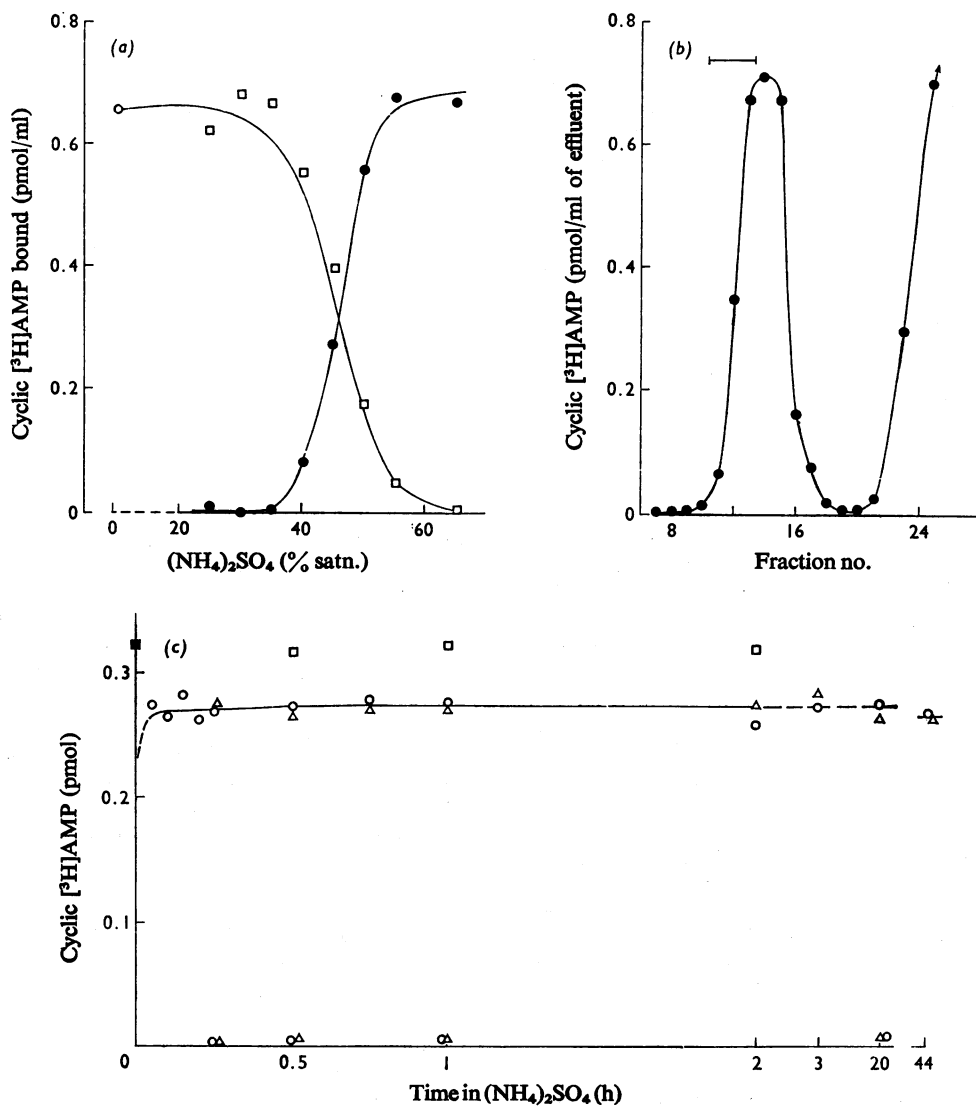 (a)
0.8
0.6
0.4
0.2
0
0 20 40 60
Cyclic [³H]AMP bound (pmol/ml)
(NH₄)₂SO₄ (% satn.)
(b)
0.8
0.6
0.4
0.2
0
8 12 16 24
Cyclic [³H]AMP (pmol/ml of effluent)
Fraction no.
(c)
0.3
0.2
0.1
0 0.5 1 2 3 20 44
Cyclic [³H]AMP (pmol)
Time in (NH₄)₂SO₄ (h)